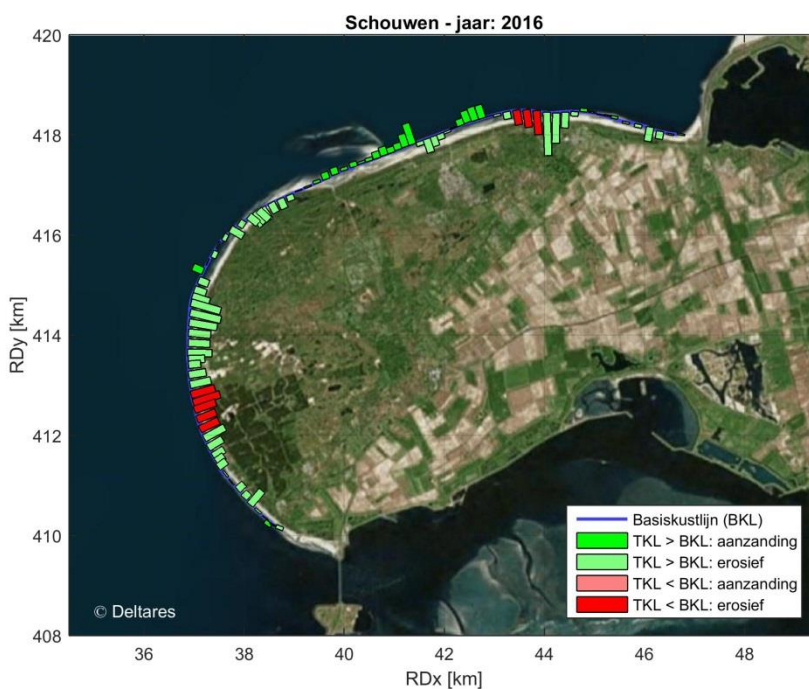 Schouwen - jaar: 2016
420
418
416
414
412
410
408
RDy [km]
36
38
40
42
44
46
48
RDx [km]
Basiskustlijn (BKL)
TKL > BKL: aanzanding
TKL > BKL: erosief
TKL < BKL: aanzanding
TKL < BKL: erosief
© Deltares